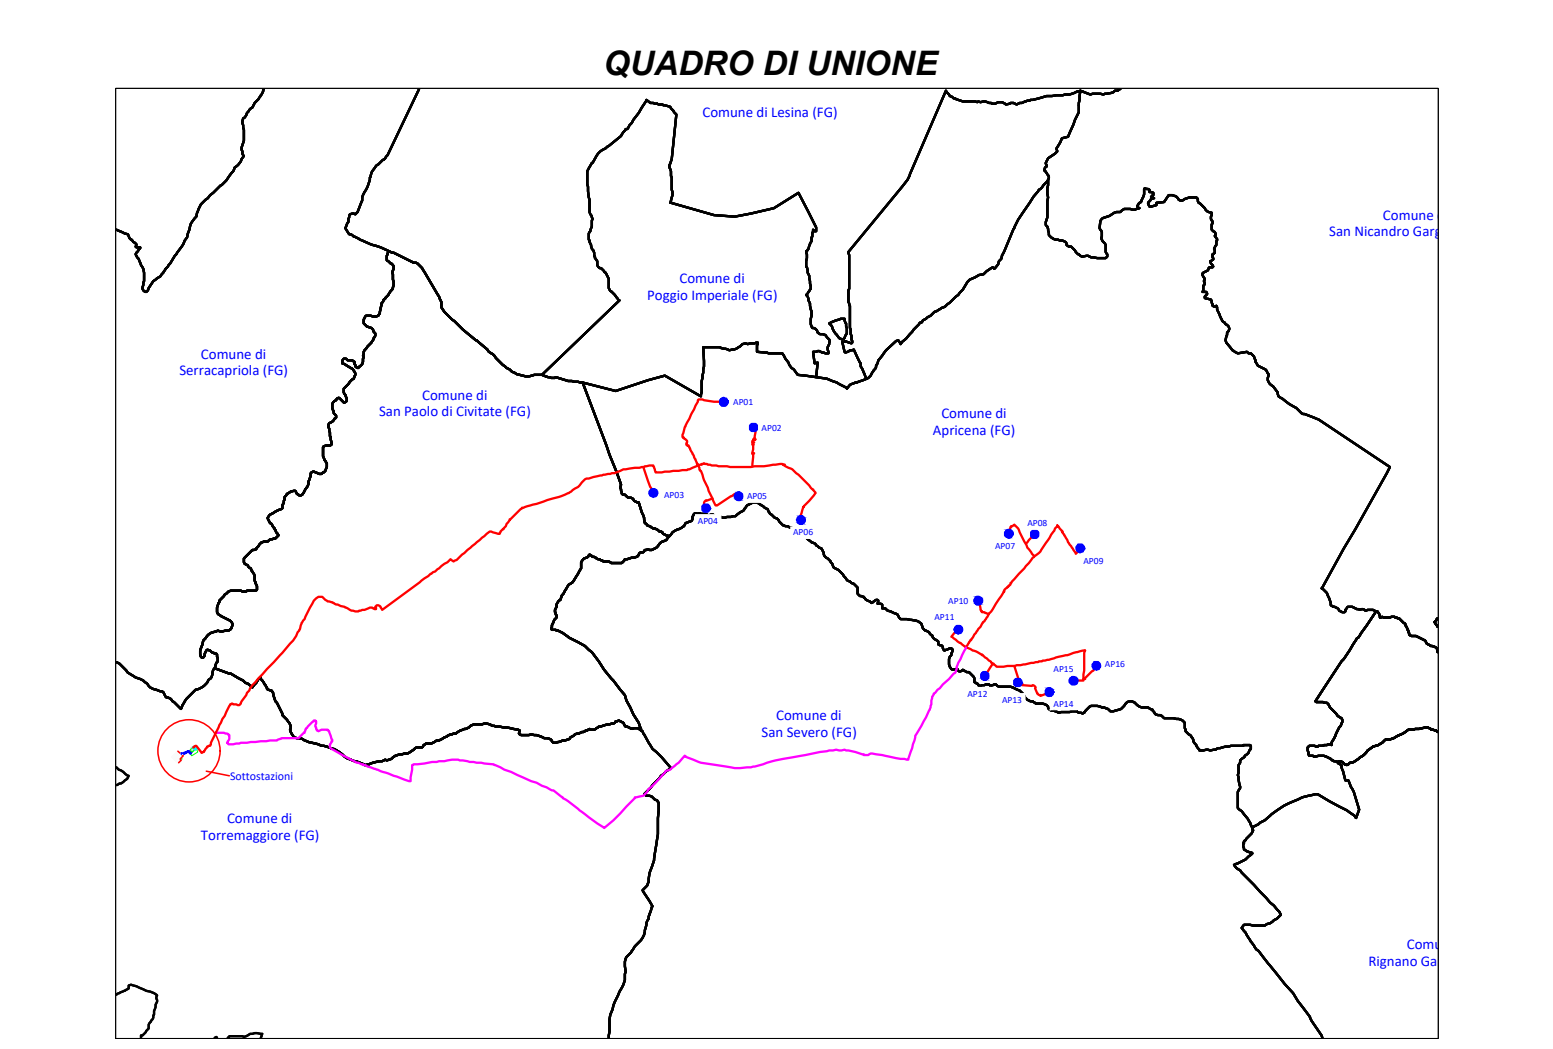 QUADRO DI UNIONE
Comune di Lesina (FG)
Comune
San Nicandro Garg
Comune di
Poggio Imperiale (FG)
Comune di
Serracapriola (FG)
Comune di
San Paolo di Civitate (FG)
Comune di
Apricena (FG)
AP01
AP02
AP03
AP05
AP04
AP06
AP08
AP07
AP09
AP10
AP11
AP15
AP16
AP12
AP13
AP14
Comune di
San Severo (FG)
Sottostazioni
Comune di
Torremaggiore (FG)
Comu
Rignano Ga